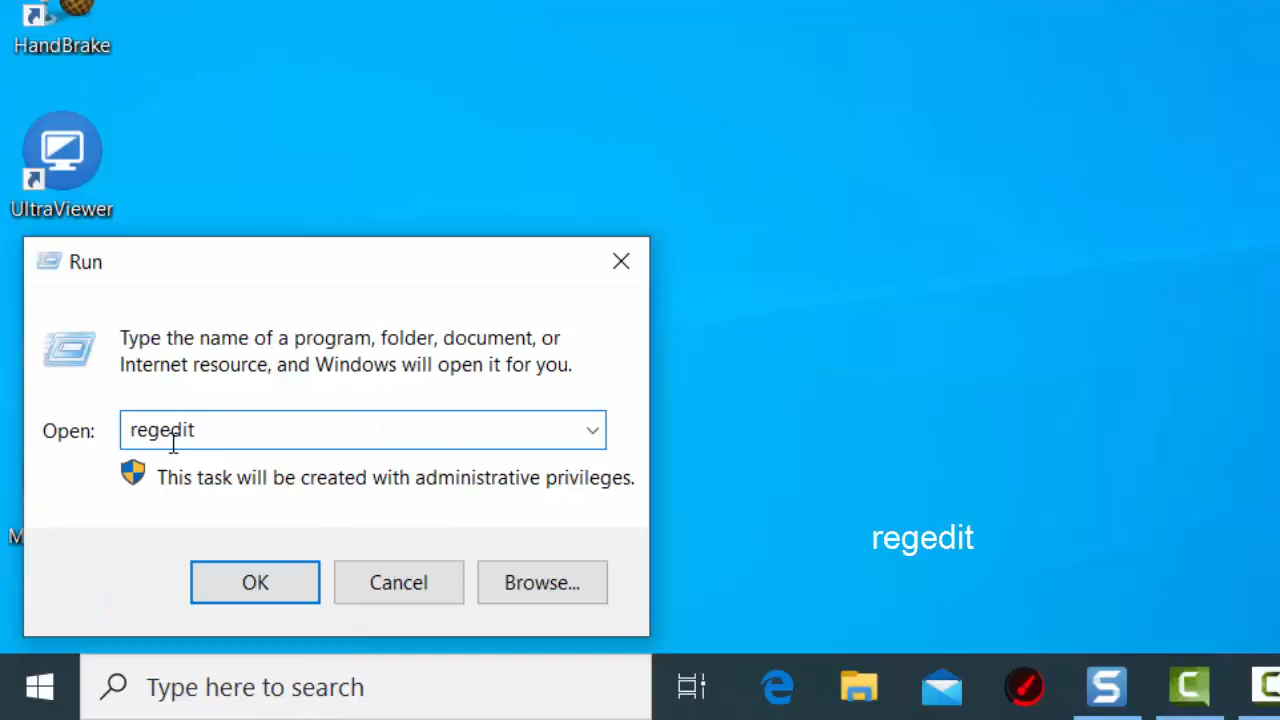 HandBrake
UltraViewer
Run
Type the name of a program, folder, document, or
Internet resource, and Windows will open it for you.
Open:
regedit
This task will be created with administrative privileges.
M
OK
Cancel
Browse...
regedit
Type here to search